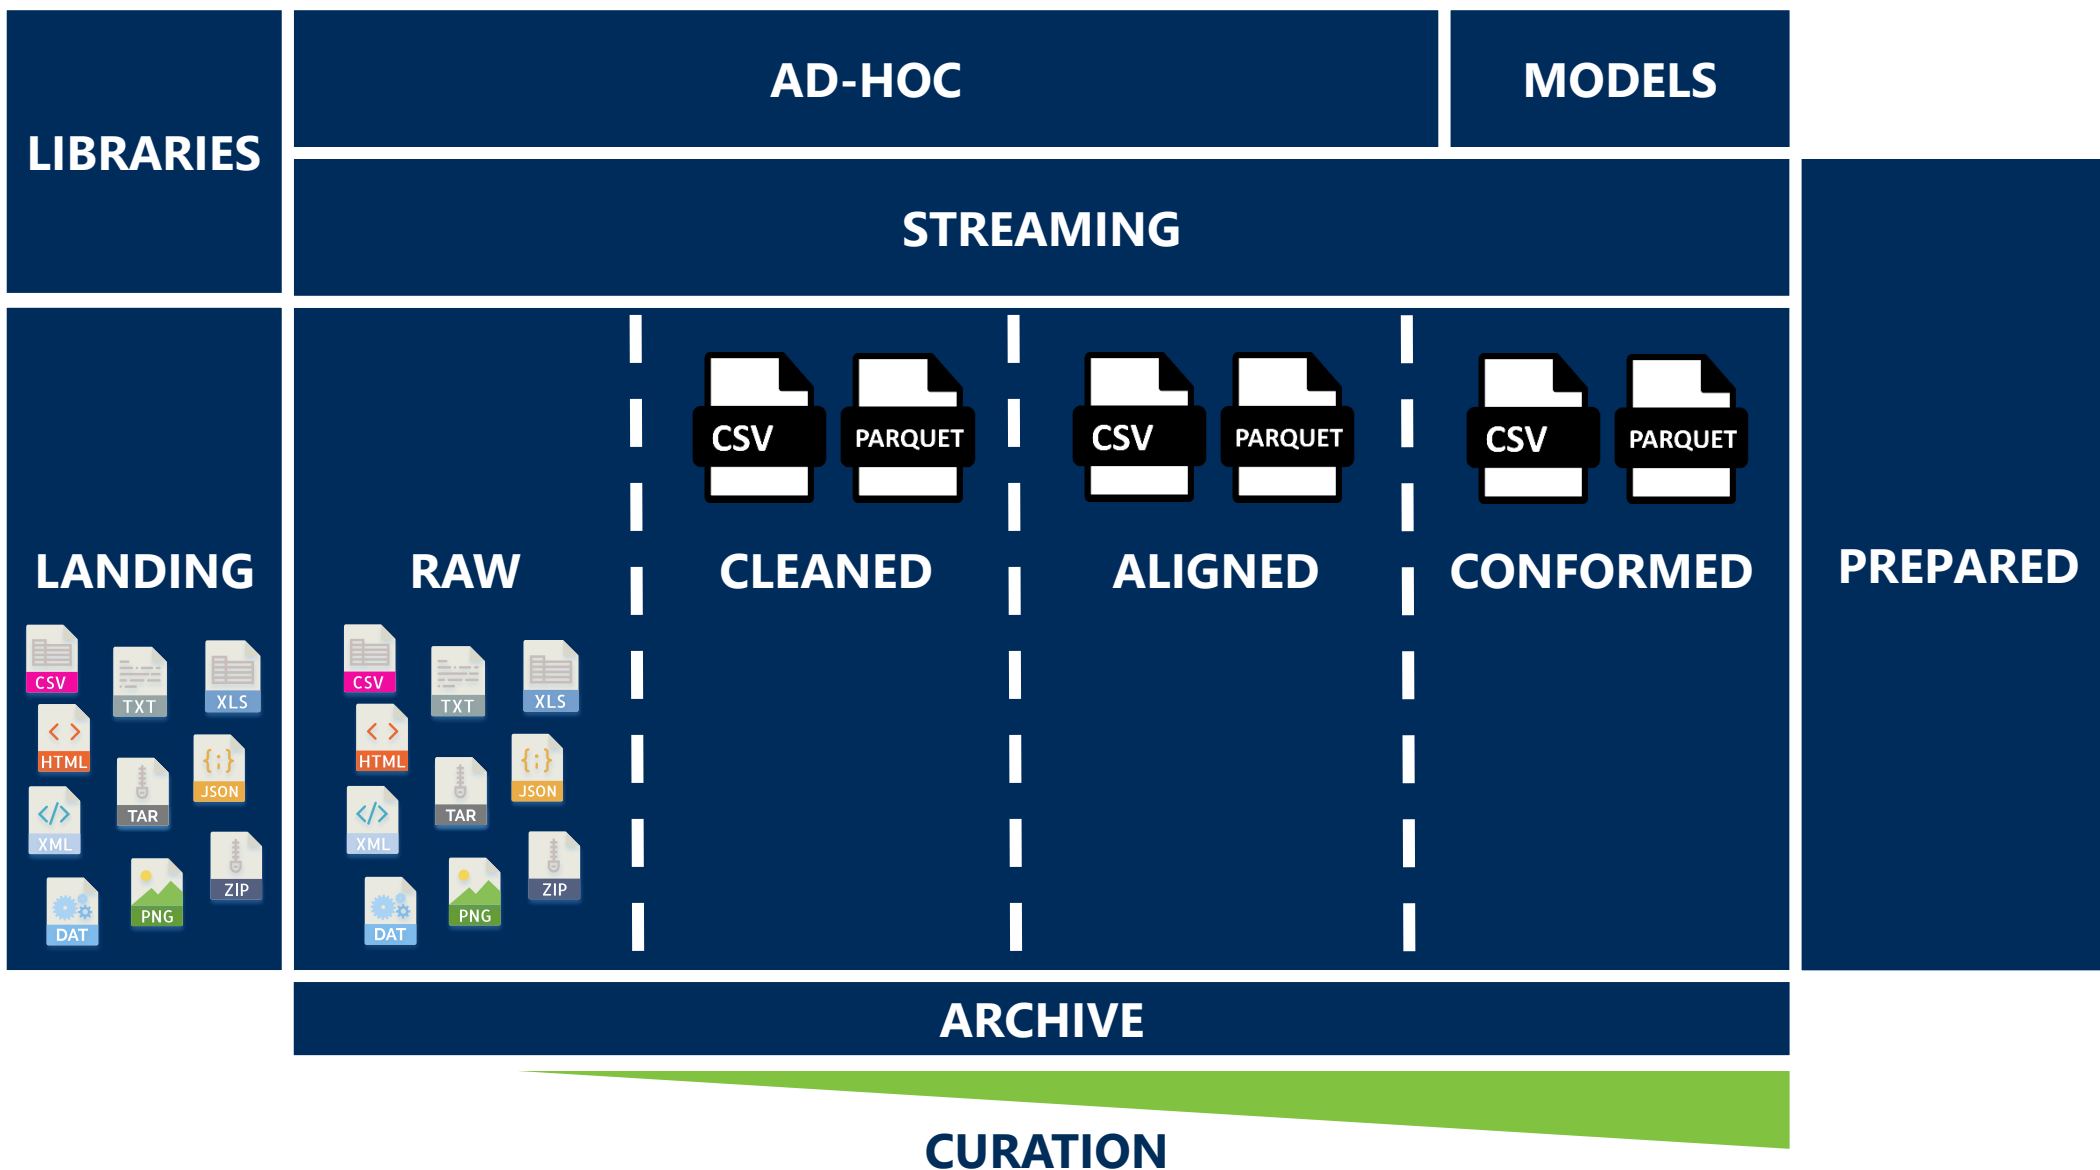 AD-HOC
MODELS
LIBRARIES
STREAMING
CSV
PARQUET
CSV
PARQUET
CSV
PARQUET
LANDING
RAW
CLEANED
ALIGNED
CONFORMED
PREPARED
CSV
TXT
XLS
HTML
JSON
TAR
XML
ZIP
PNG
DAT
CSV
TXT
XLS
HTML
JSON
TAR
XML
ZIP
PNG
DAT
ARCHIVE
CURATION